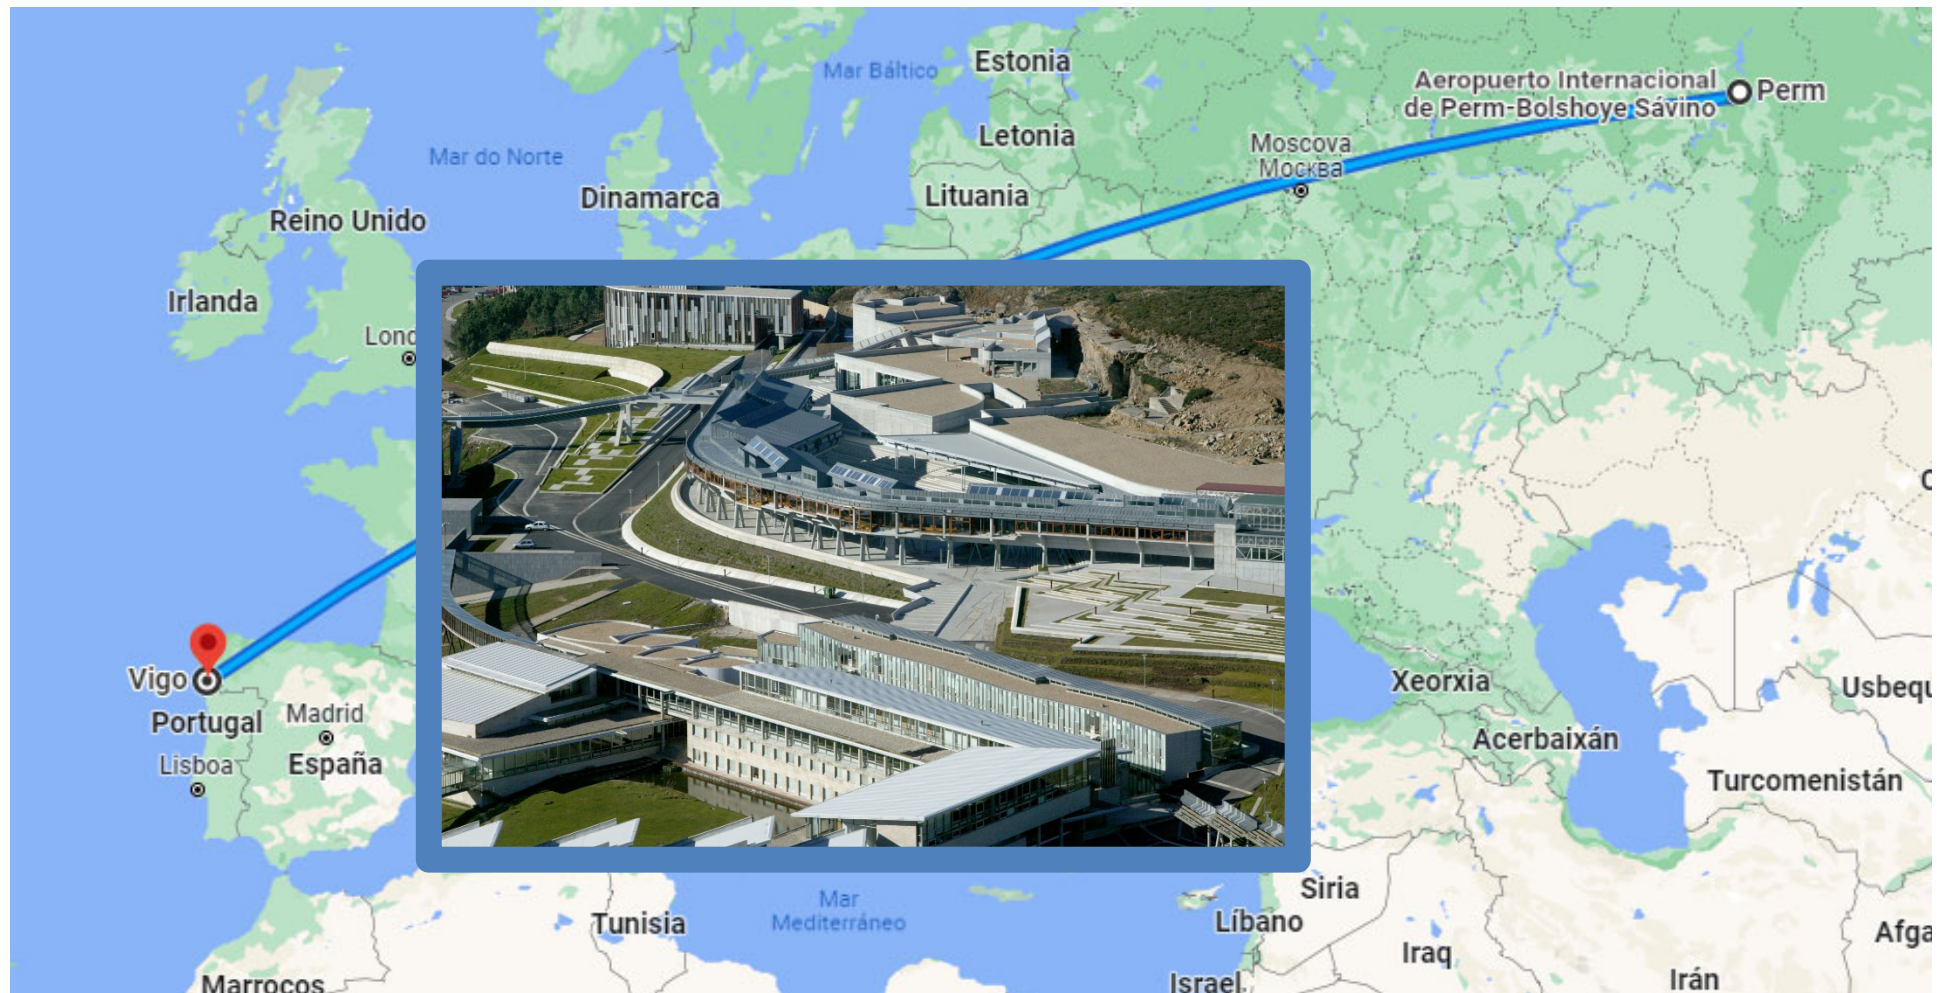 Estonia
Mar Báltico
Aeropuerto Internacional
de Perm-Bolshoye Sávino
Perm
Letonia
Moscova
Москва
Mar do Norte
Dinamarca
Lituania
Reino Unido
Irlanda
Lond
Vigo
Portugal
Madrid
Lisboa
España
Xeorxia
Usbequ
Acerbaixán
Turcomenistán
Siria
Mar
Mediterráneo
Tunisia
Líbano
Afga
Iraq
Irán
Marrocos
Israel